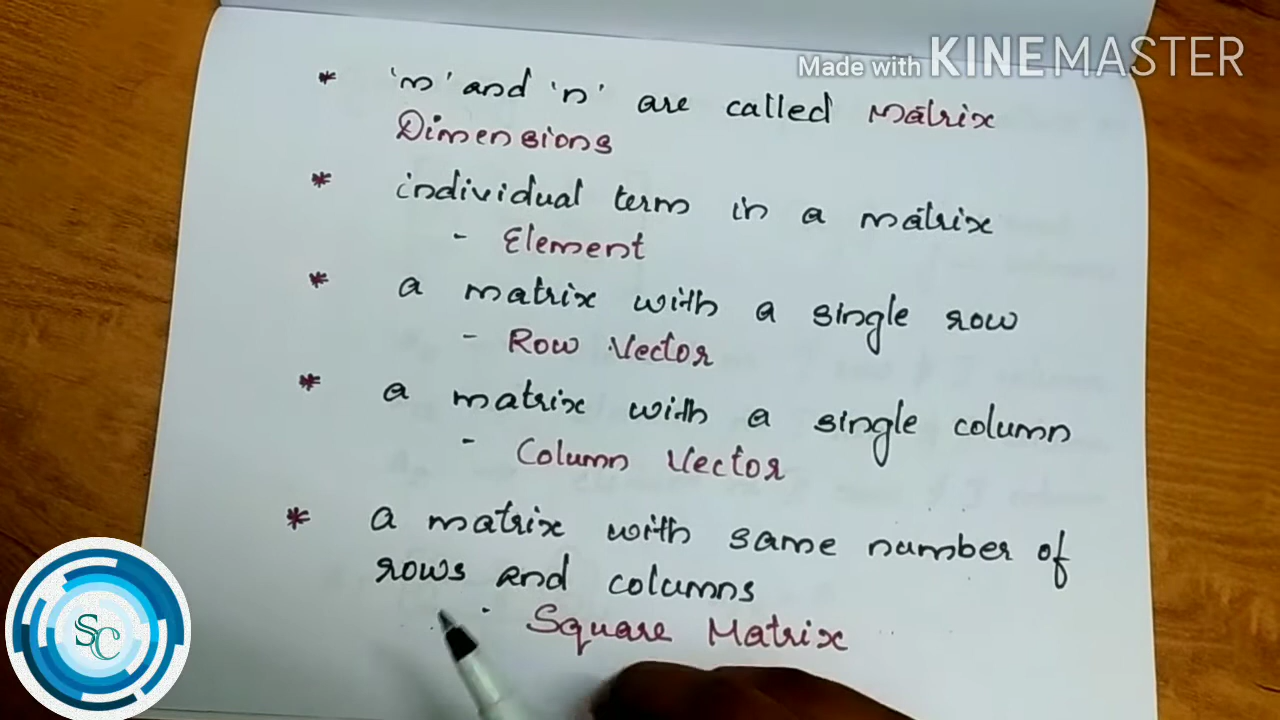 Made with KINEMASTER
* 'm' and 'n' are called Matrix
Dimensions
* individual term in a matrix
- Element
* a matrix with a single row
- Row Vector
* a matrix with a single column
- Column Vector
* a matrix with same number of
rows and columns
- Square Matrix
SC